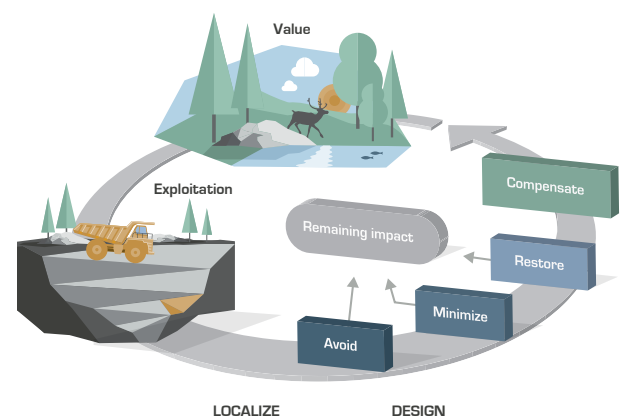 Value
Exploitation
Compensate
Remaining impact
Restore
Minimize
Avoid
LOCALIZE
DESIGN